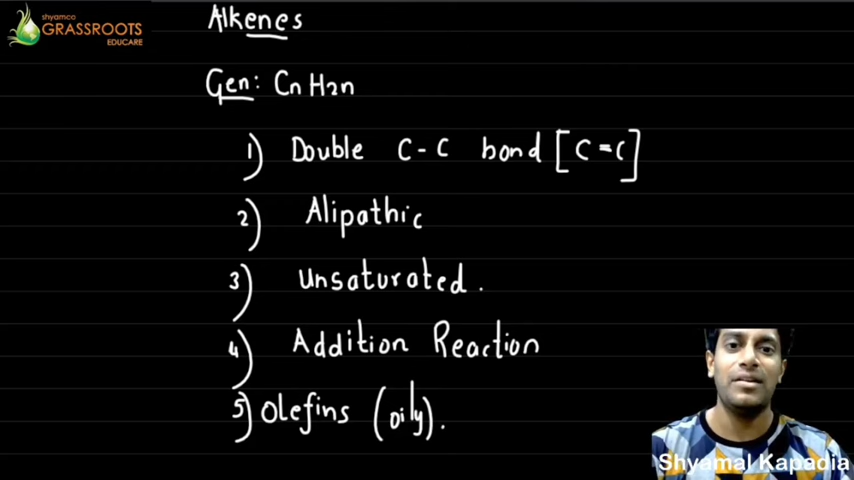 shyamco
GRASSROOTS
EDUCARE
Alkenes
Gen: CnH2n
1) Double C-C bond [C=C]
2) Alipathic
3) Unsaturated.
4) Addition Reaction
5) Olefins (oily).
Shyamal Kapadia